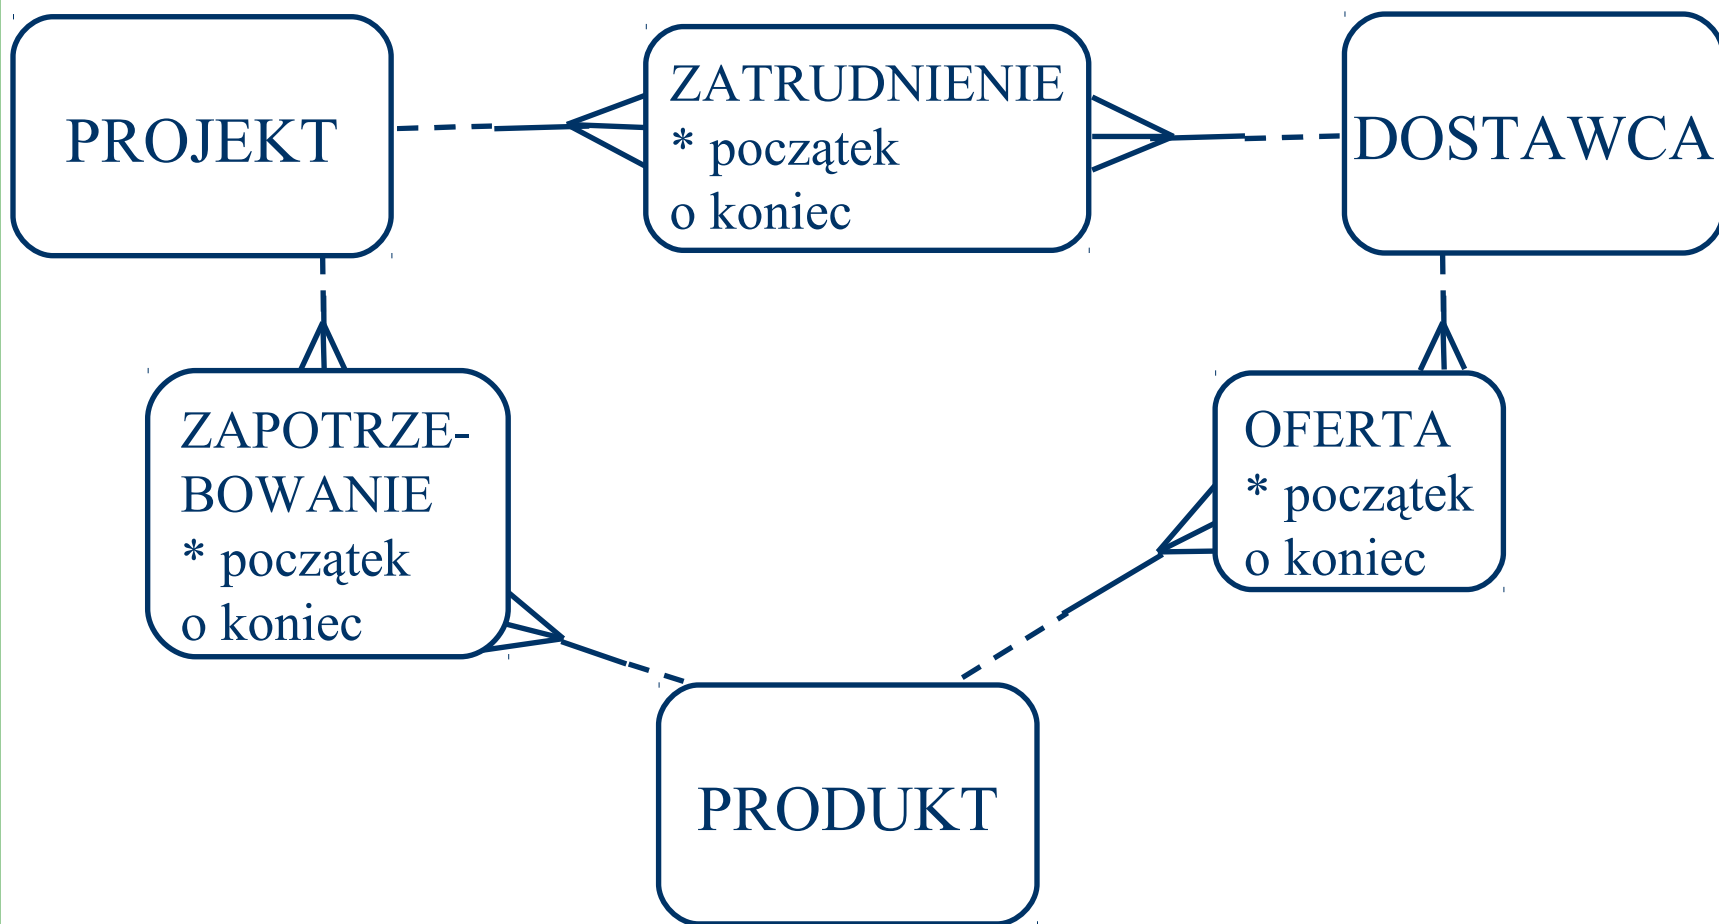 PROJEKT
ZATRUDNIENIE
* początek
o koniec
DOSTAWCA
ZAPOTRZE-
BOWANIE
* początek
o koniec
OFERTA
* początek
o koniec
PRODUKT